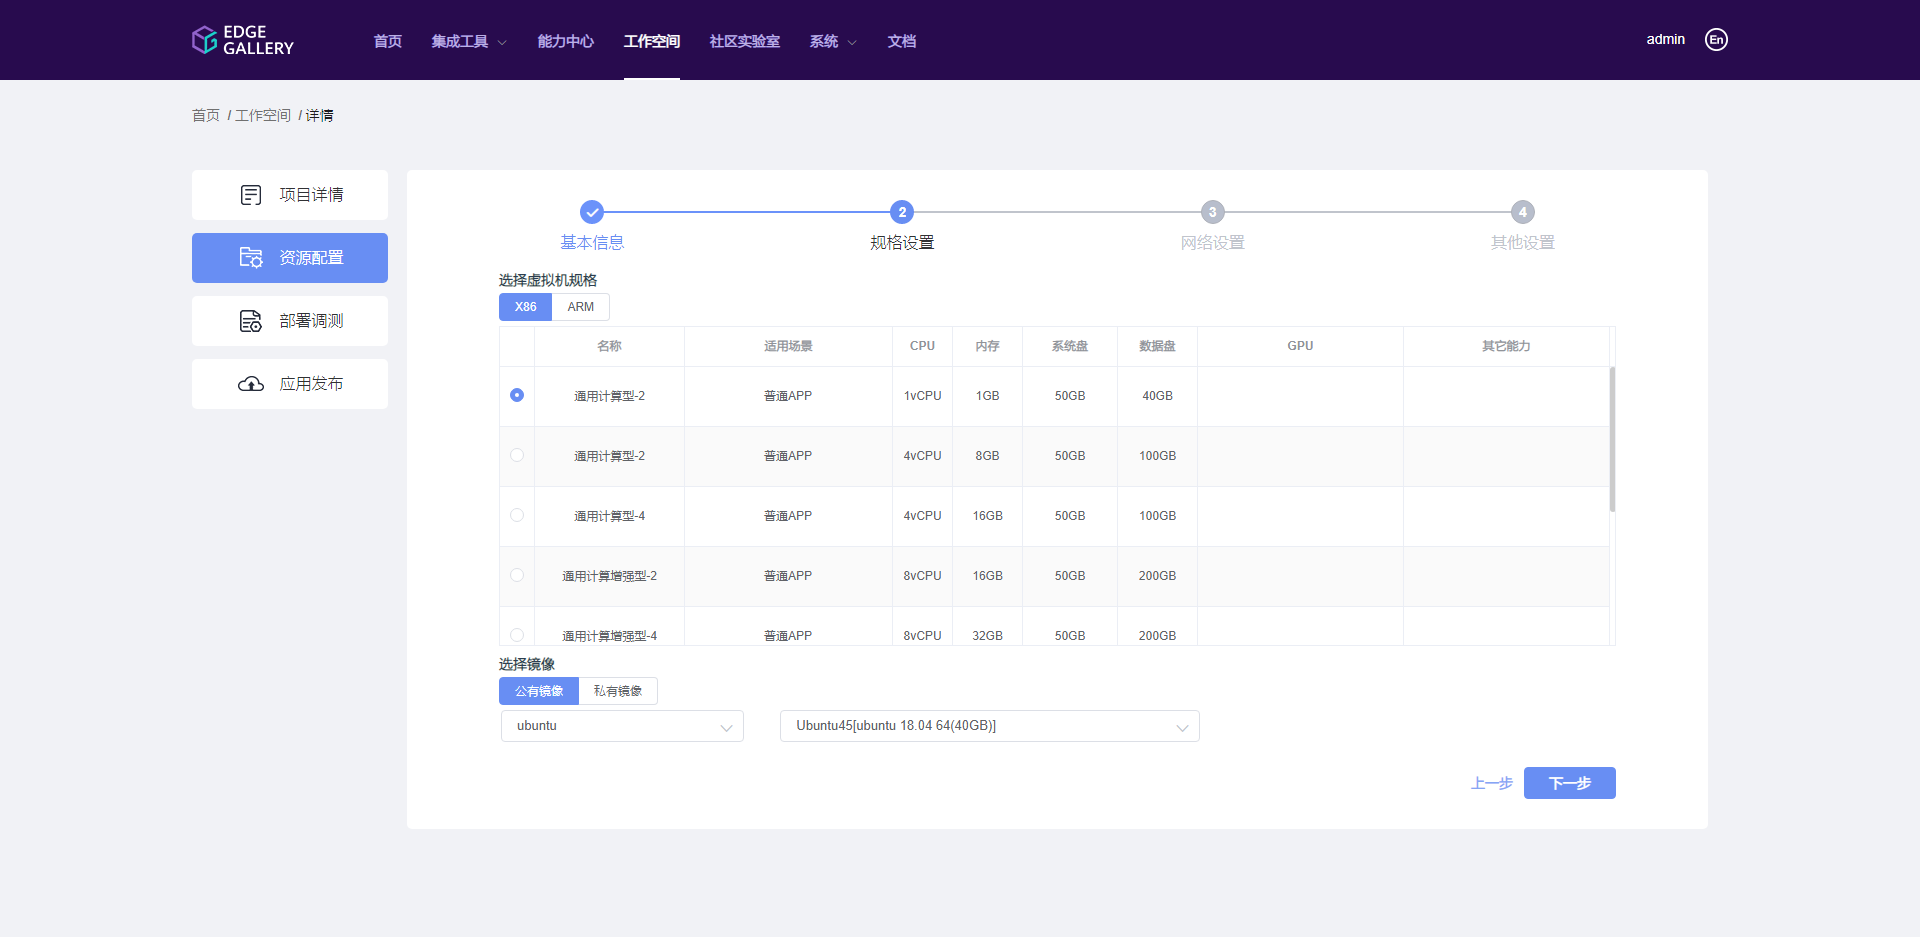 EDGE GALLERY 首页 集成工具 能力中心 工作空间 社区实验室 系统 文档 admin En
首页 / 工作空间 / 详情
项目详情
资源配置
部署调测
应用发布
2 3 4
基本信息 规格设置 网络设置 其他设置
选择虚拟机规格
X86 ARM
名称 适用场景 CPU 内存 系统盘 数据盘 GPU 其它能力
通用计算型-2 普通APP 1vCPU 1GB 50GB 40GB
通用计算型-2 普通APP 4vCPU 8GB 50GB 100GB
通用计算型-4 普通APP 4vCPU 16GB 50GB 100GB
通用计算增强型-2 普通APP 8vCPU 16GB 50GB 200GB
通用计算增强型-4 普通APP 8vCPU 32GB 50GB 200GB
选择镜像
公有镜像 私有镜像
ubuntu Ubuntu45[ubuntu 18.04 64(40GB)]
上一步 下一步